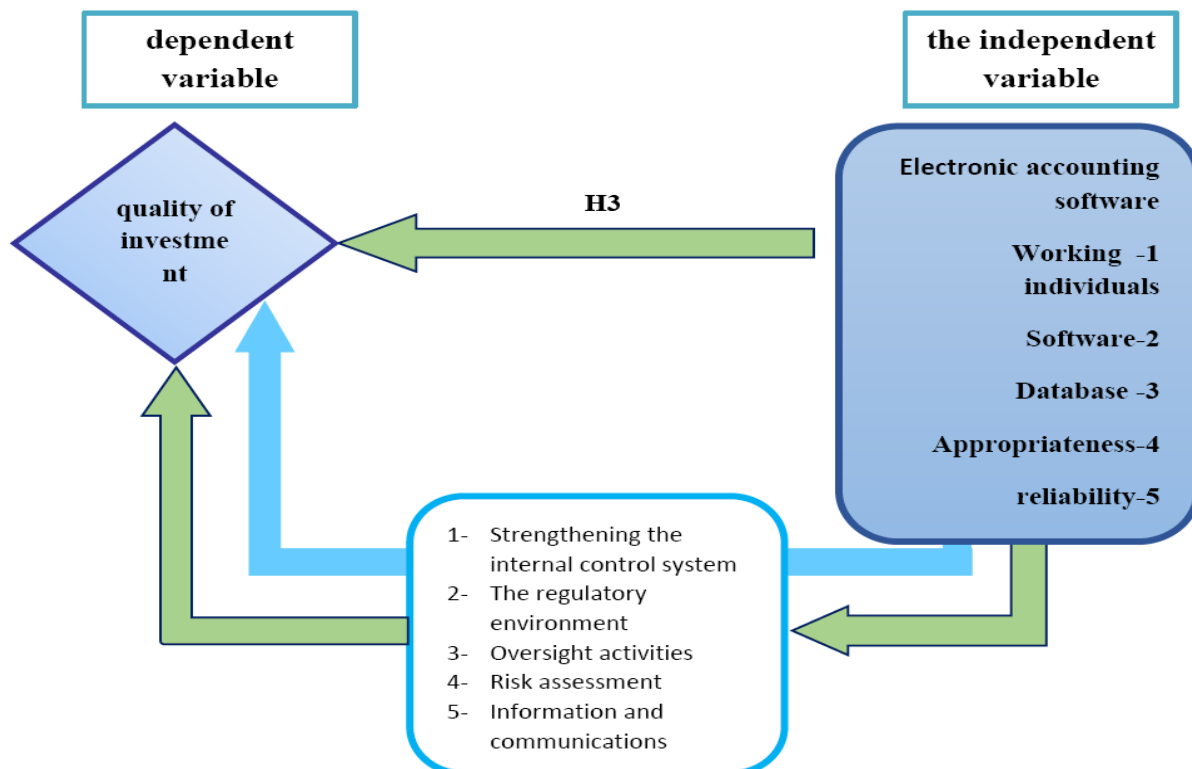 dependent
variable
the independent
variable
quality of
investme
nt
H3
Electronic accounting
software
Working -1
individuals
Software-2
Database -3
Appropriateness-4
reliability-5
1- Strengthening the
internal control system
2- The regulatory
environment
3- Oversight activities
4- Risk assessment
5- Information and
communications